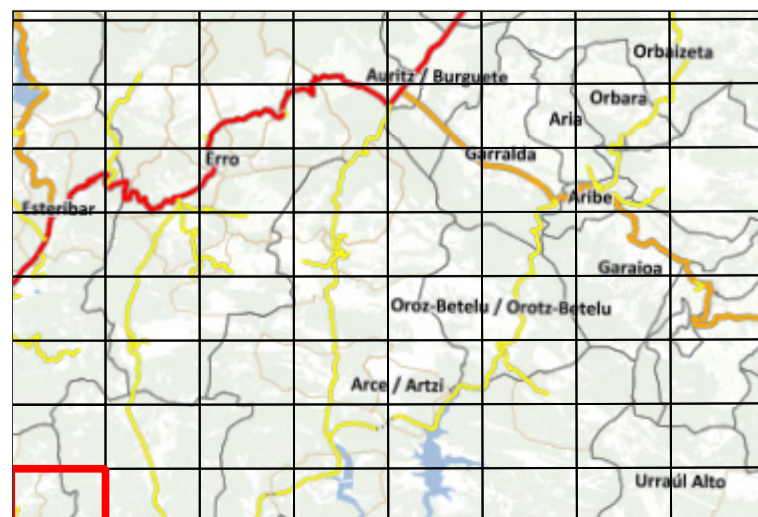 Orbaizeta
Auritz / Burguete
Orbara
Aria
Erro
Garralda
Aribe
Esteribar
Garaioa
Oroz-Betelu / Orotz-Betelu
Arce / Artzi
Urraúl Alto